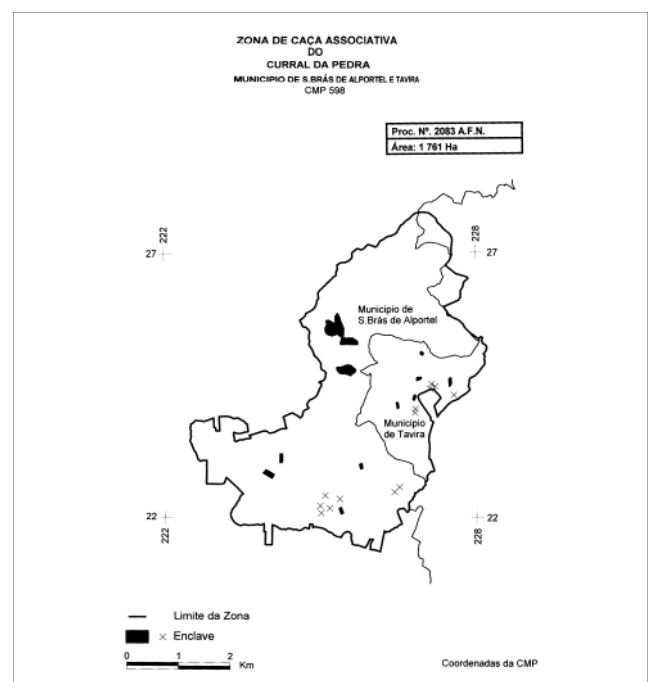 ZONA DE CAÇA ASSOCIATIVA
DO
CURRAL DA PEDRA
MUNICIPIO DE S.BRÁS DE ALPORTEL E TAVIRA
CMP 598
Proc. Nº. 2083 A.F.N.
Área: 1 761 Ha
222
27
228
27
Municipio de
S.Brás de Alportel
Municipio
de Tavira
22
222
22
228
Limite da Zona
Enclave
0 1 2
Km
Coordenadas da CMP